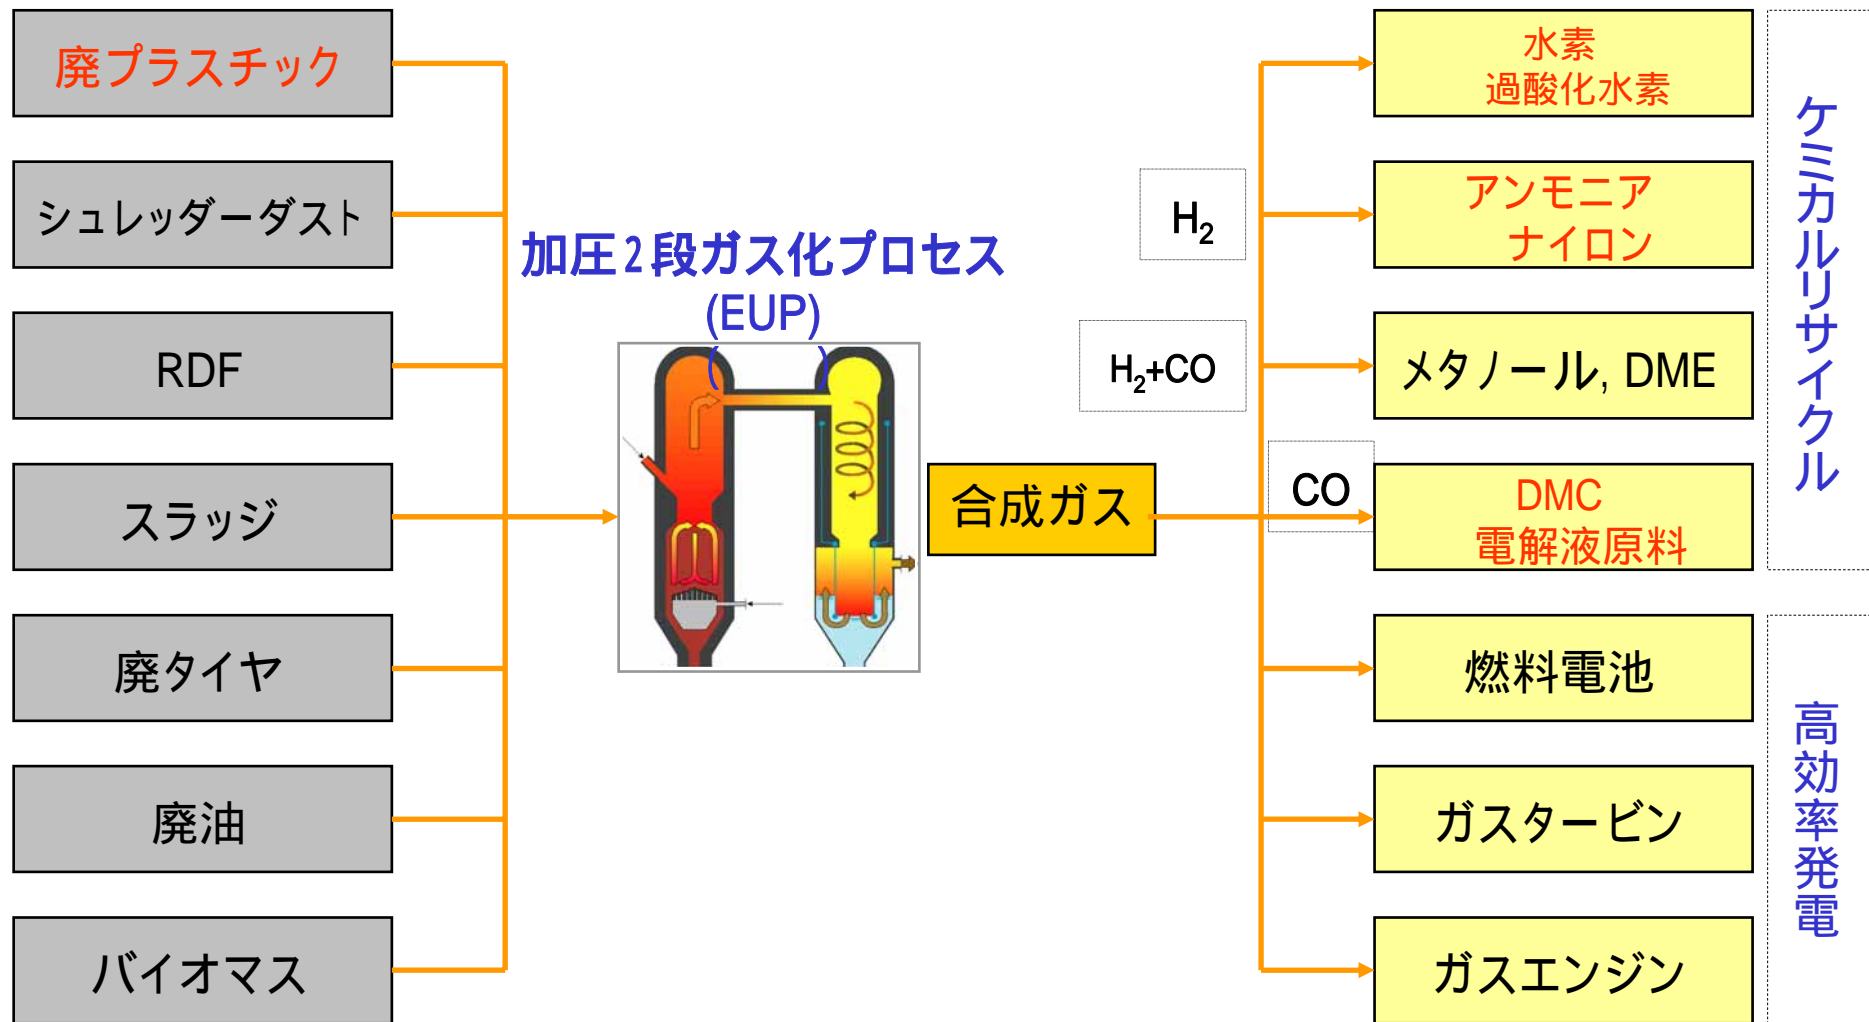 廃プラスチック
シュレッダーダスト
RDF
スラッジ
廃タイヤ
廃油
バイオマス
加圧2段ガス化プロセス
(EUP)
( )
合成ガス
H₂
H₂+CO
CO
水素
過酸化水素
アンモニア
ナイロン
メタノール, DME
DMC
電解液原料
燃料電池
ガスタービン
ガスエンジン
ケミカルリサイクル
高効率発電